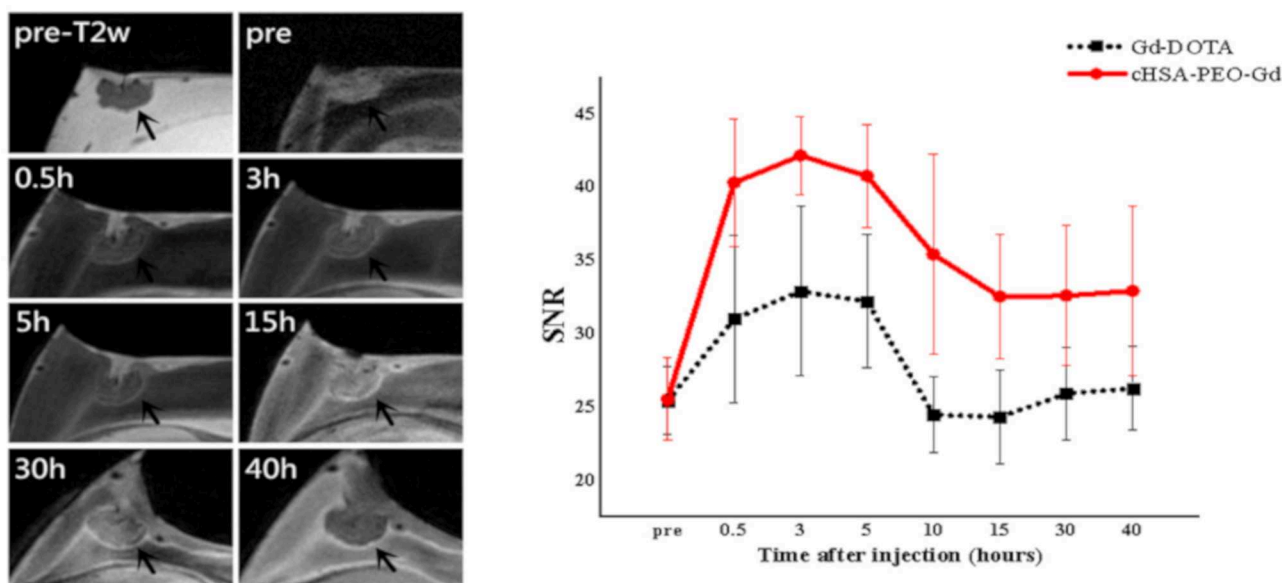 pre-T2w
pre
0.5h
3h
5h
15h
30h
40h
Gd-DOTA
cHSA-PEO-Gd
SNR
45
40
35
30
25
20
pre 0.5 3 5 10 15 30 40
Time after injection (hours)